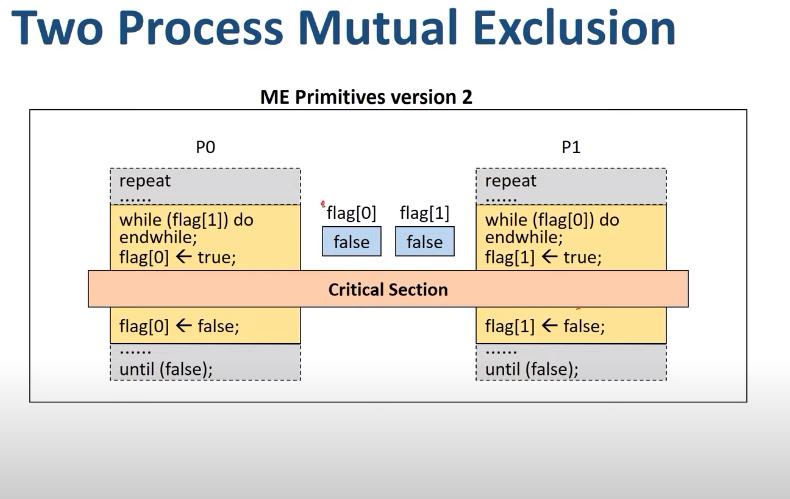 Two Process Mutual Exclusion
ME Primitives version 2
P0
repeat
......
while (flag[1]) do
endwhile;
flag[0] ← true;
flag[0] flag[1]
false false
P1
repeat
......
while (flag[0]) do
endwhile;
flag[1] ← true;
Critical Section
flag[0] ← false;
......
until (false);
flag[1] ← false;
......
until (false);